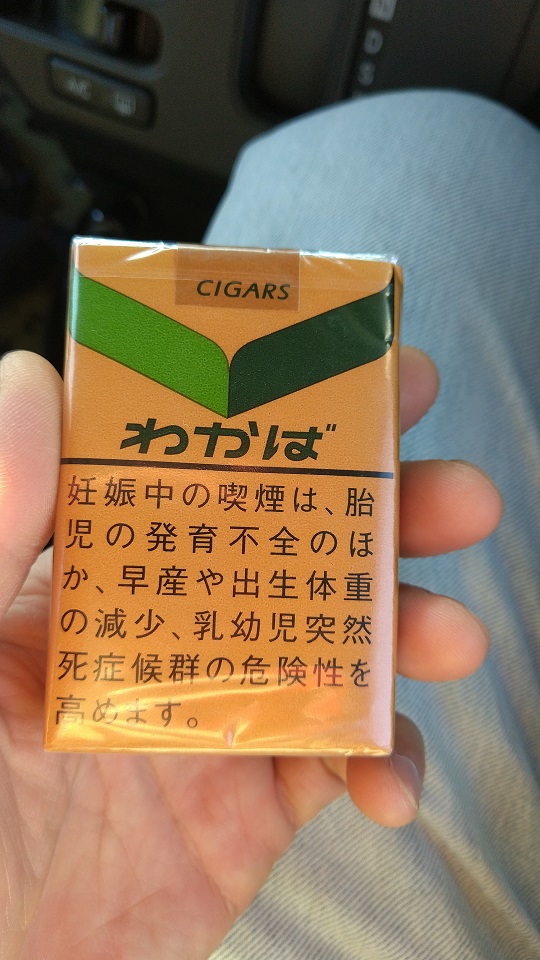 N
D
S
A/C
CIGARS
わかば
妊娠中の喫煙は、胎
児の発育不全のほ
か、早産や出生体重
の減少、乳幼児突然
死症候群の危険性を
高めます。